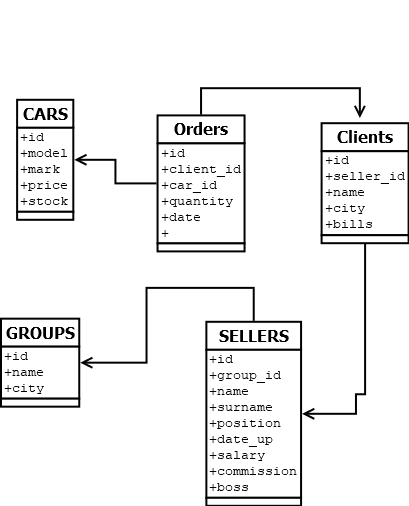 CARS
+id
+model
+mark
+price
+stock
Orders
+id
+client_id
+car_id
+quantity
+date
+
Clients
+id
+seller_id
+name
+city
+bills
GROUPS
+id
+name
+city
SELLERS
+id
+group_id
+name
+surname
+position
+date_up
+salary
+commission
+boss